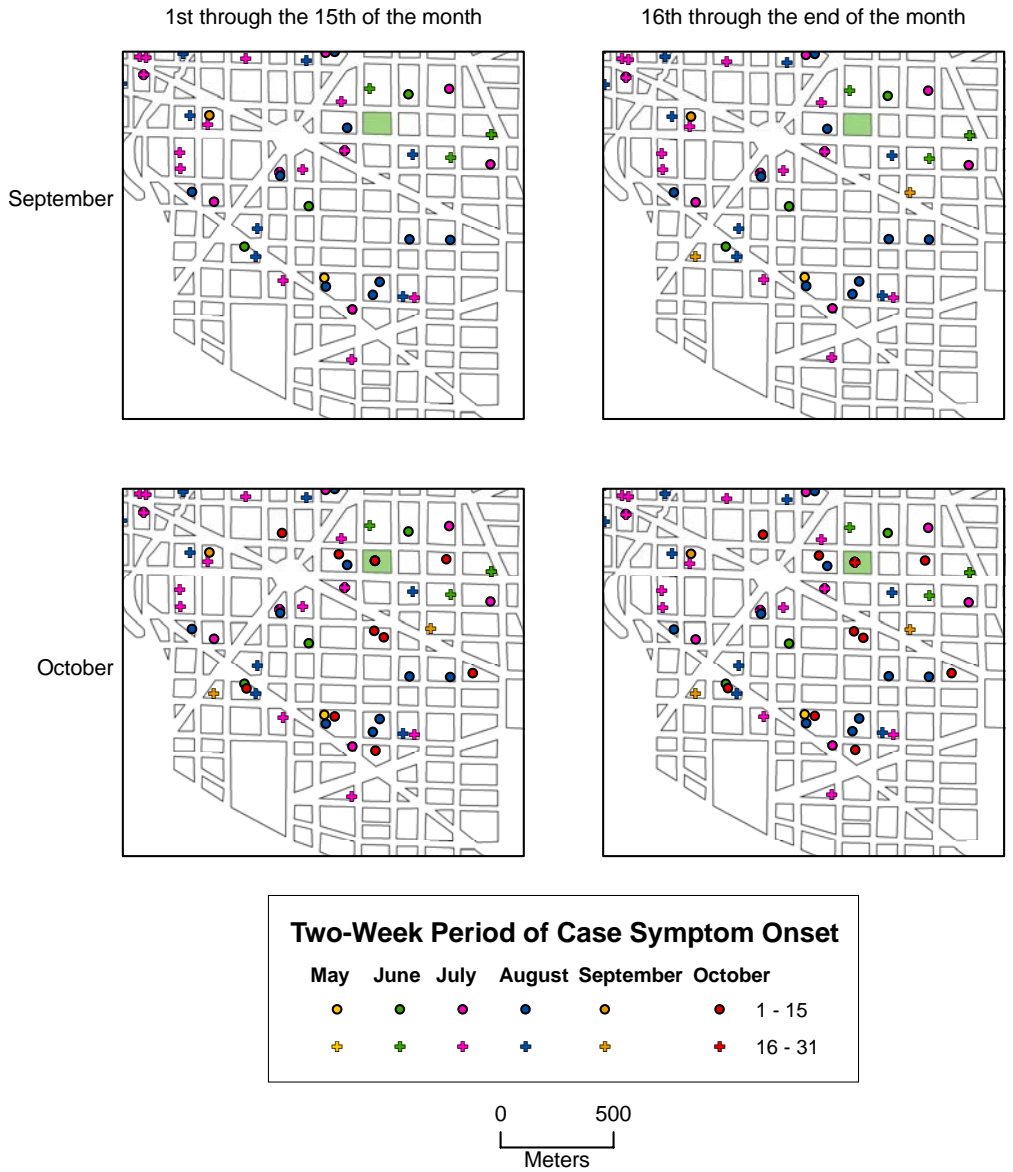 1st through the 15th of the month
16th through the end of the month
September
October
Two-Week Period of Case Symptom Onset
May June July August September October
1 - 15
16 - 31
0 500
Meters